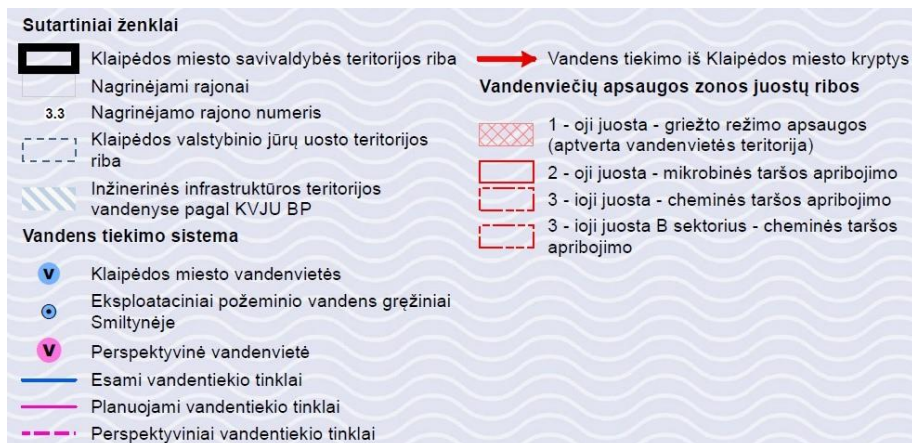 Sutartiniai ženklai
Klaipėdos miesto savivaldybės teritorijos riba
Nagrinėjami rajonai
3.3 Nagrinėjamo rajono numeris
Klaipėdos valstybinio jūrų uosto teritorijos
riba
Inžinerinės infrastruktūros teritorijos
vandenyse pagal KVJU BP
Vandens tiekimo sistema
V Klaipėdos miesto vandenvietės
Eksploataciniai požeminio vandens gręžiniai
Smiltynėje
V Perspektyvinė vandenvietė
Esami vandentiekio tinklai
Planuojami vandentiekio tinklai
Perspektyviniai vandentiekio tinklai
Vandens tiekimo iš Klaipėdos miesto kryptys
Vandenviečių apsaugos zonos juostų ribos
1 - oji juosta - griežto režimo apsaugos
(aptverta vandenvietės teritorija)
2 - oji juosta - mikrobinės taršos apribojimo
3 - ioji juosta - cheminės taršos apribojimo
3 - ioji juosta B sektorius - cheminės taršos
apribojimo